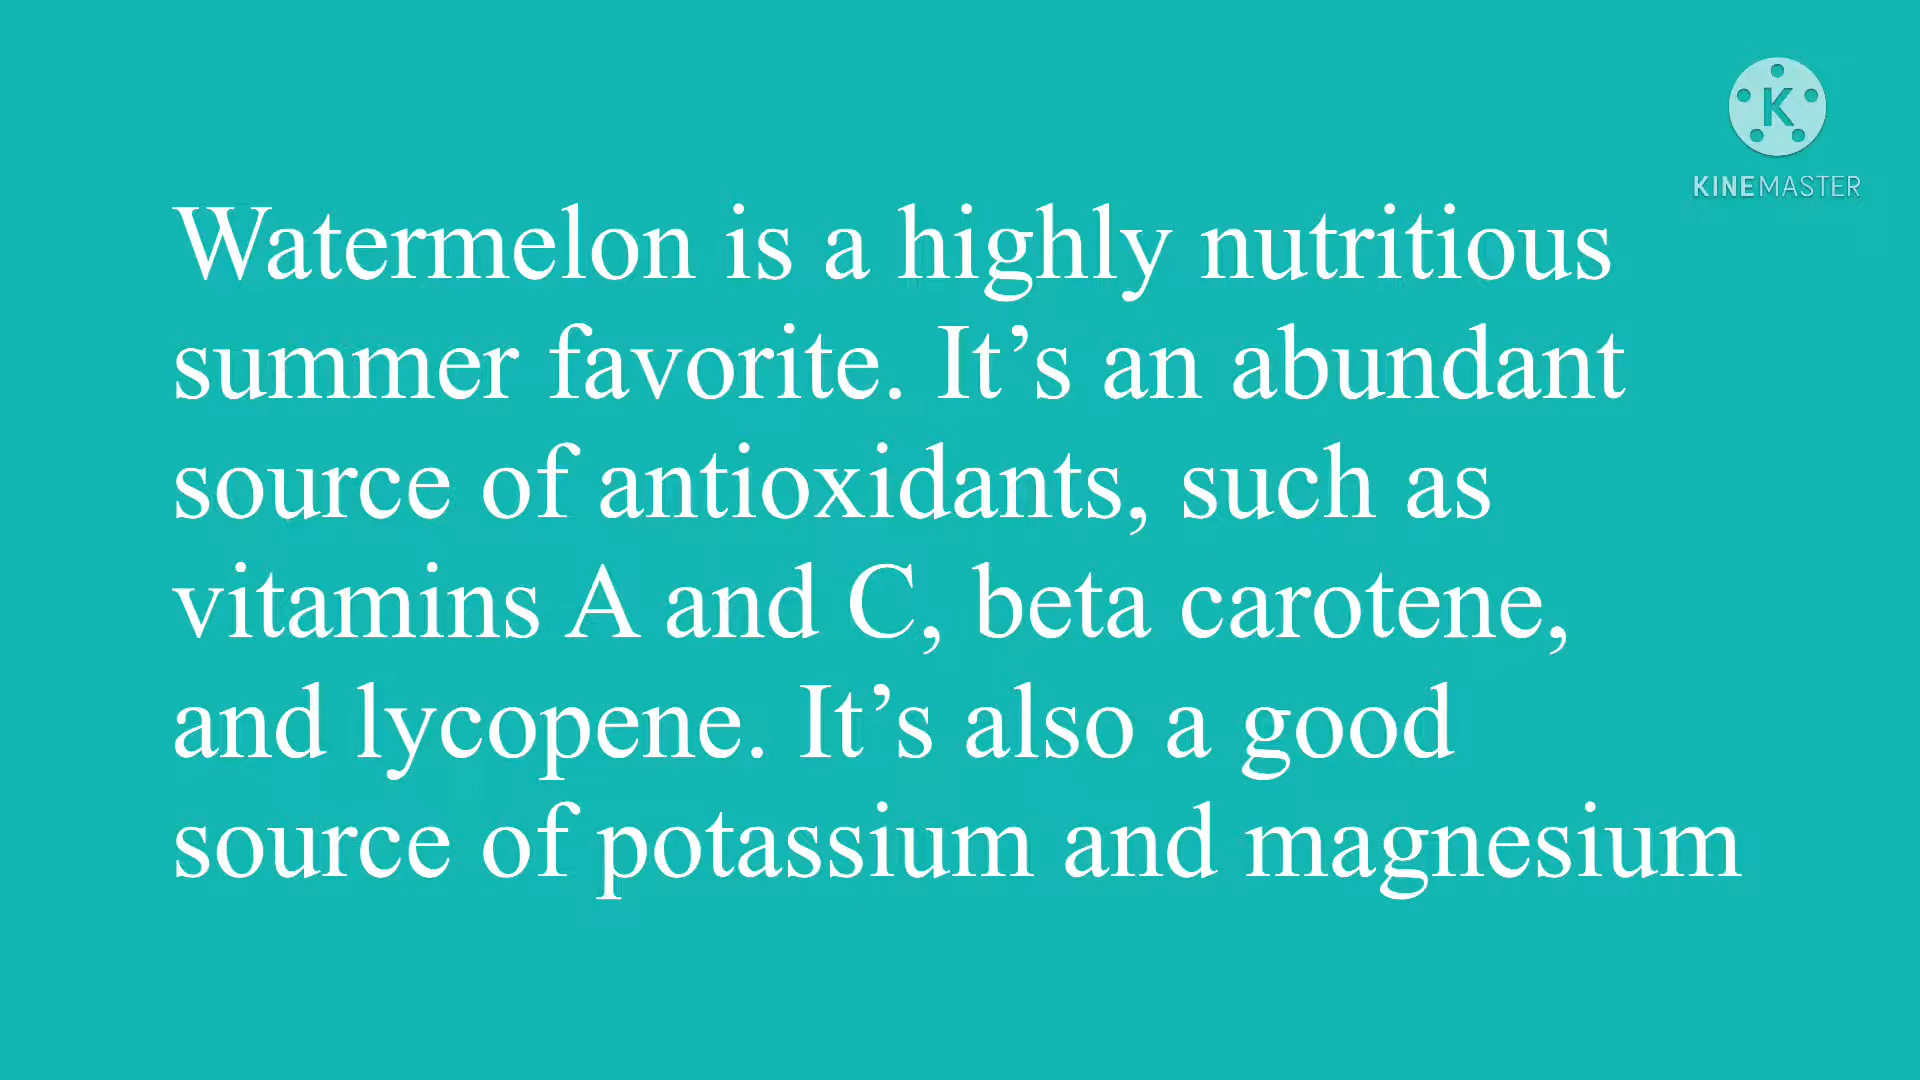 K
KINEMASTER
Watermelon is a highly nutritious
summer favorite. It’s an abundant
source of antioxidants, such as
vitamins A and C, beta carotene,
and lycopene. It’s also a good
source of potassium and magnesium